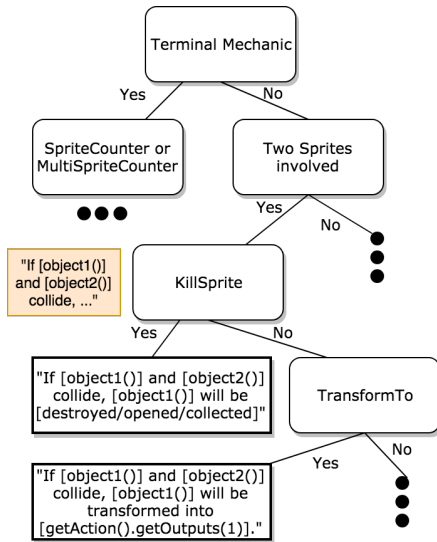 Terminal Mechanic
Yes
No
SpriteCounter or
MultiSpriteCounter
Two Sprites
involved
Yes
No
"If [object1()]
and [object2()]
collide, ..."
KillSprite
Yes
No
"If [object1()] and [object2()]
collide, [object1()] will be
[destroyed/opened/collected]"
TransformTo
Yes
No
"If [object1()] and [object2()]
collide, [object1()] will be
transformed into
[getAction().getOutputs(1)]."